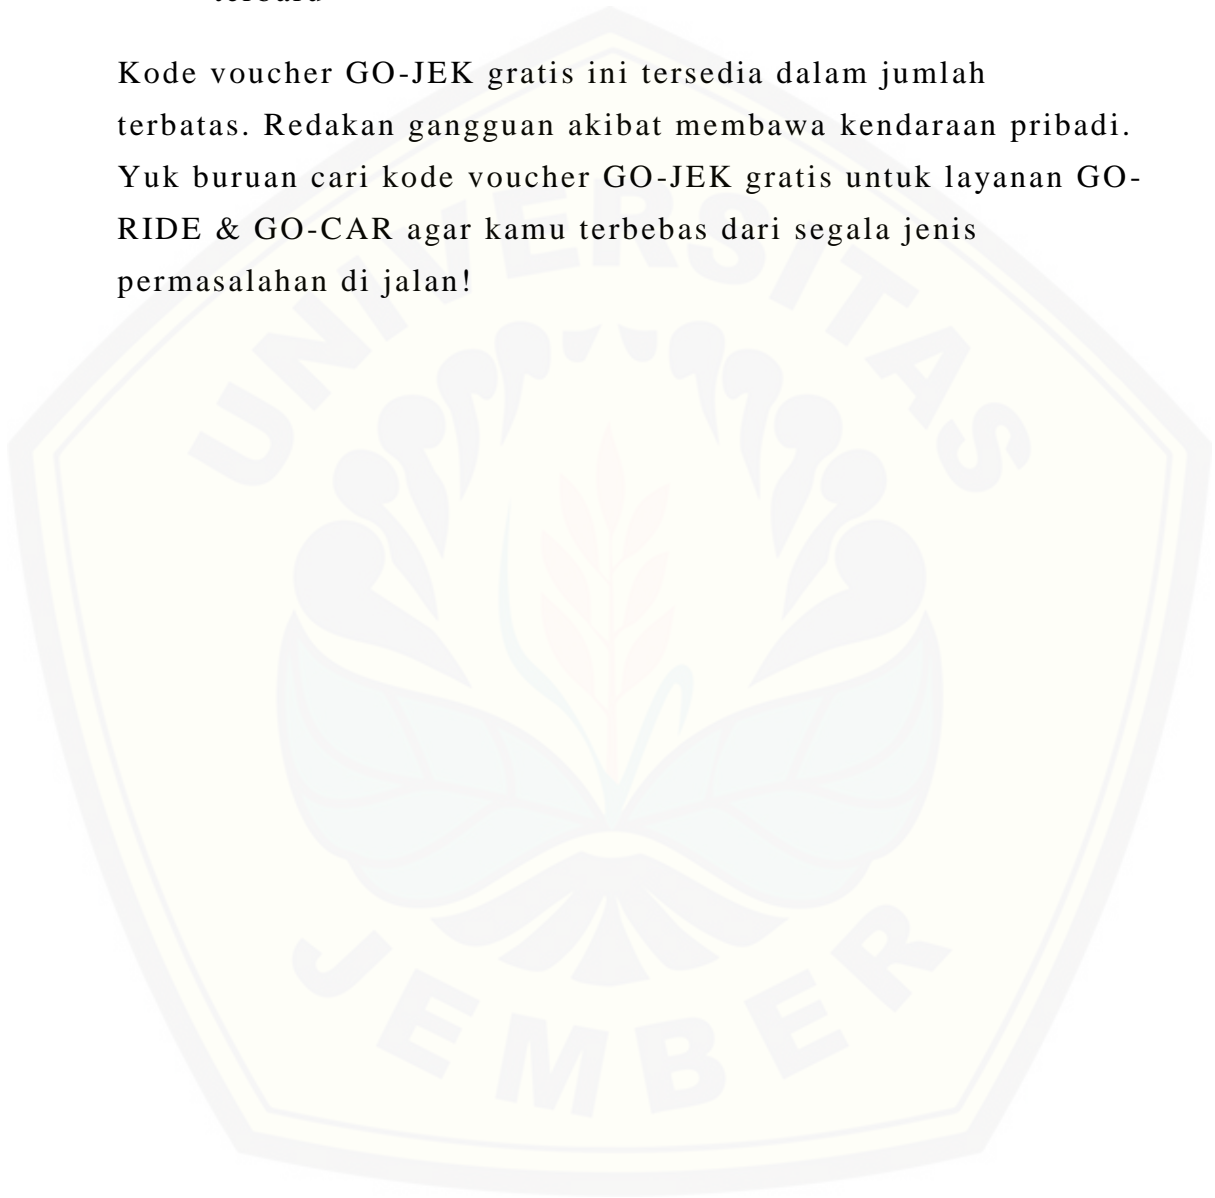 Kode voucher GO-JEK gratis ini tersedia dalam jumlah
terbatas. Redakan gangguan akibat membawa kendaraan pribadi.
Yuk buruan cari kode voucher GO-JEK gratis untuk layanan GO-
RIDE & GO-CAR agar kamu terbebas dari segala jenis
permasalahan di jalan!
UNIVERSITAS
JEMBER